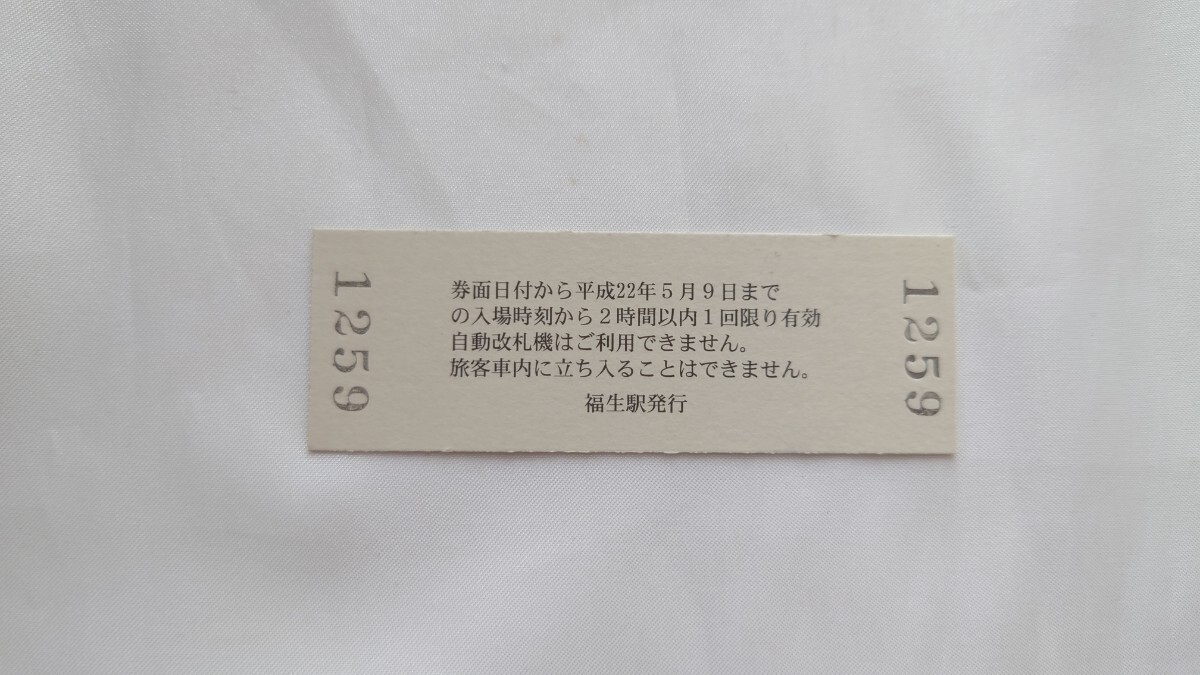 1259
券面日付から平成22年５月９日まで
の入場時刻から２時間以内１回限り有効
自動改札機はご利用できません。
旅客車内に立ち入ることはできません。
福生駅発行
1259